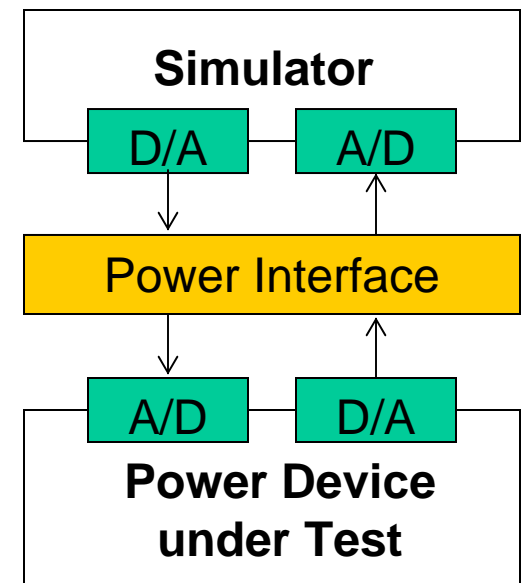 Simulator
D/A A/D
Power Interface
A/D D/A
Power Device
under Test